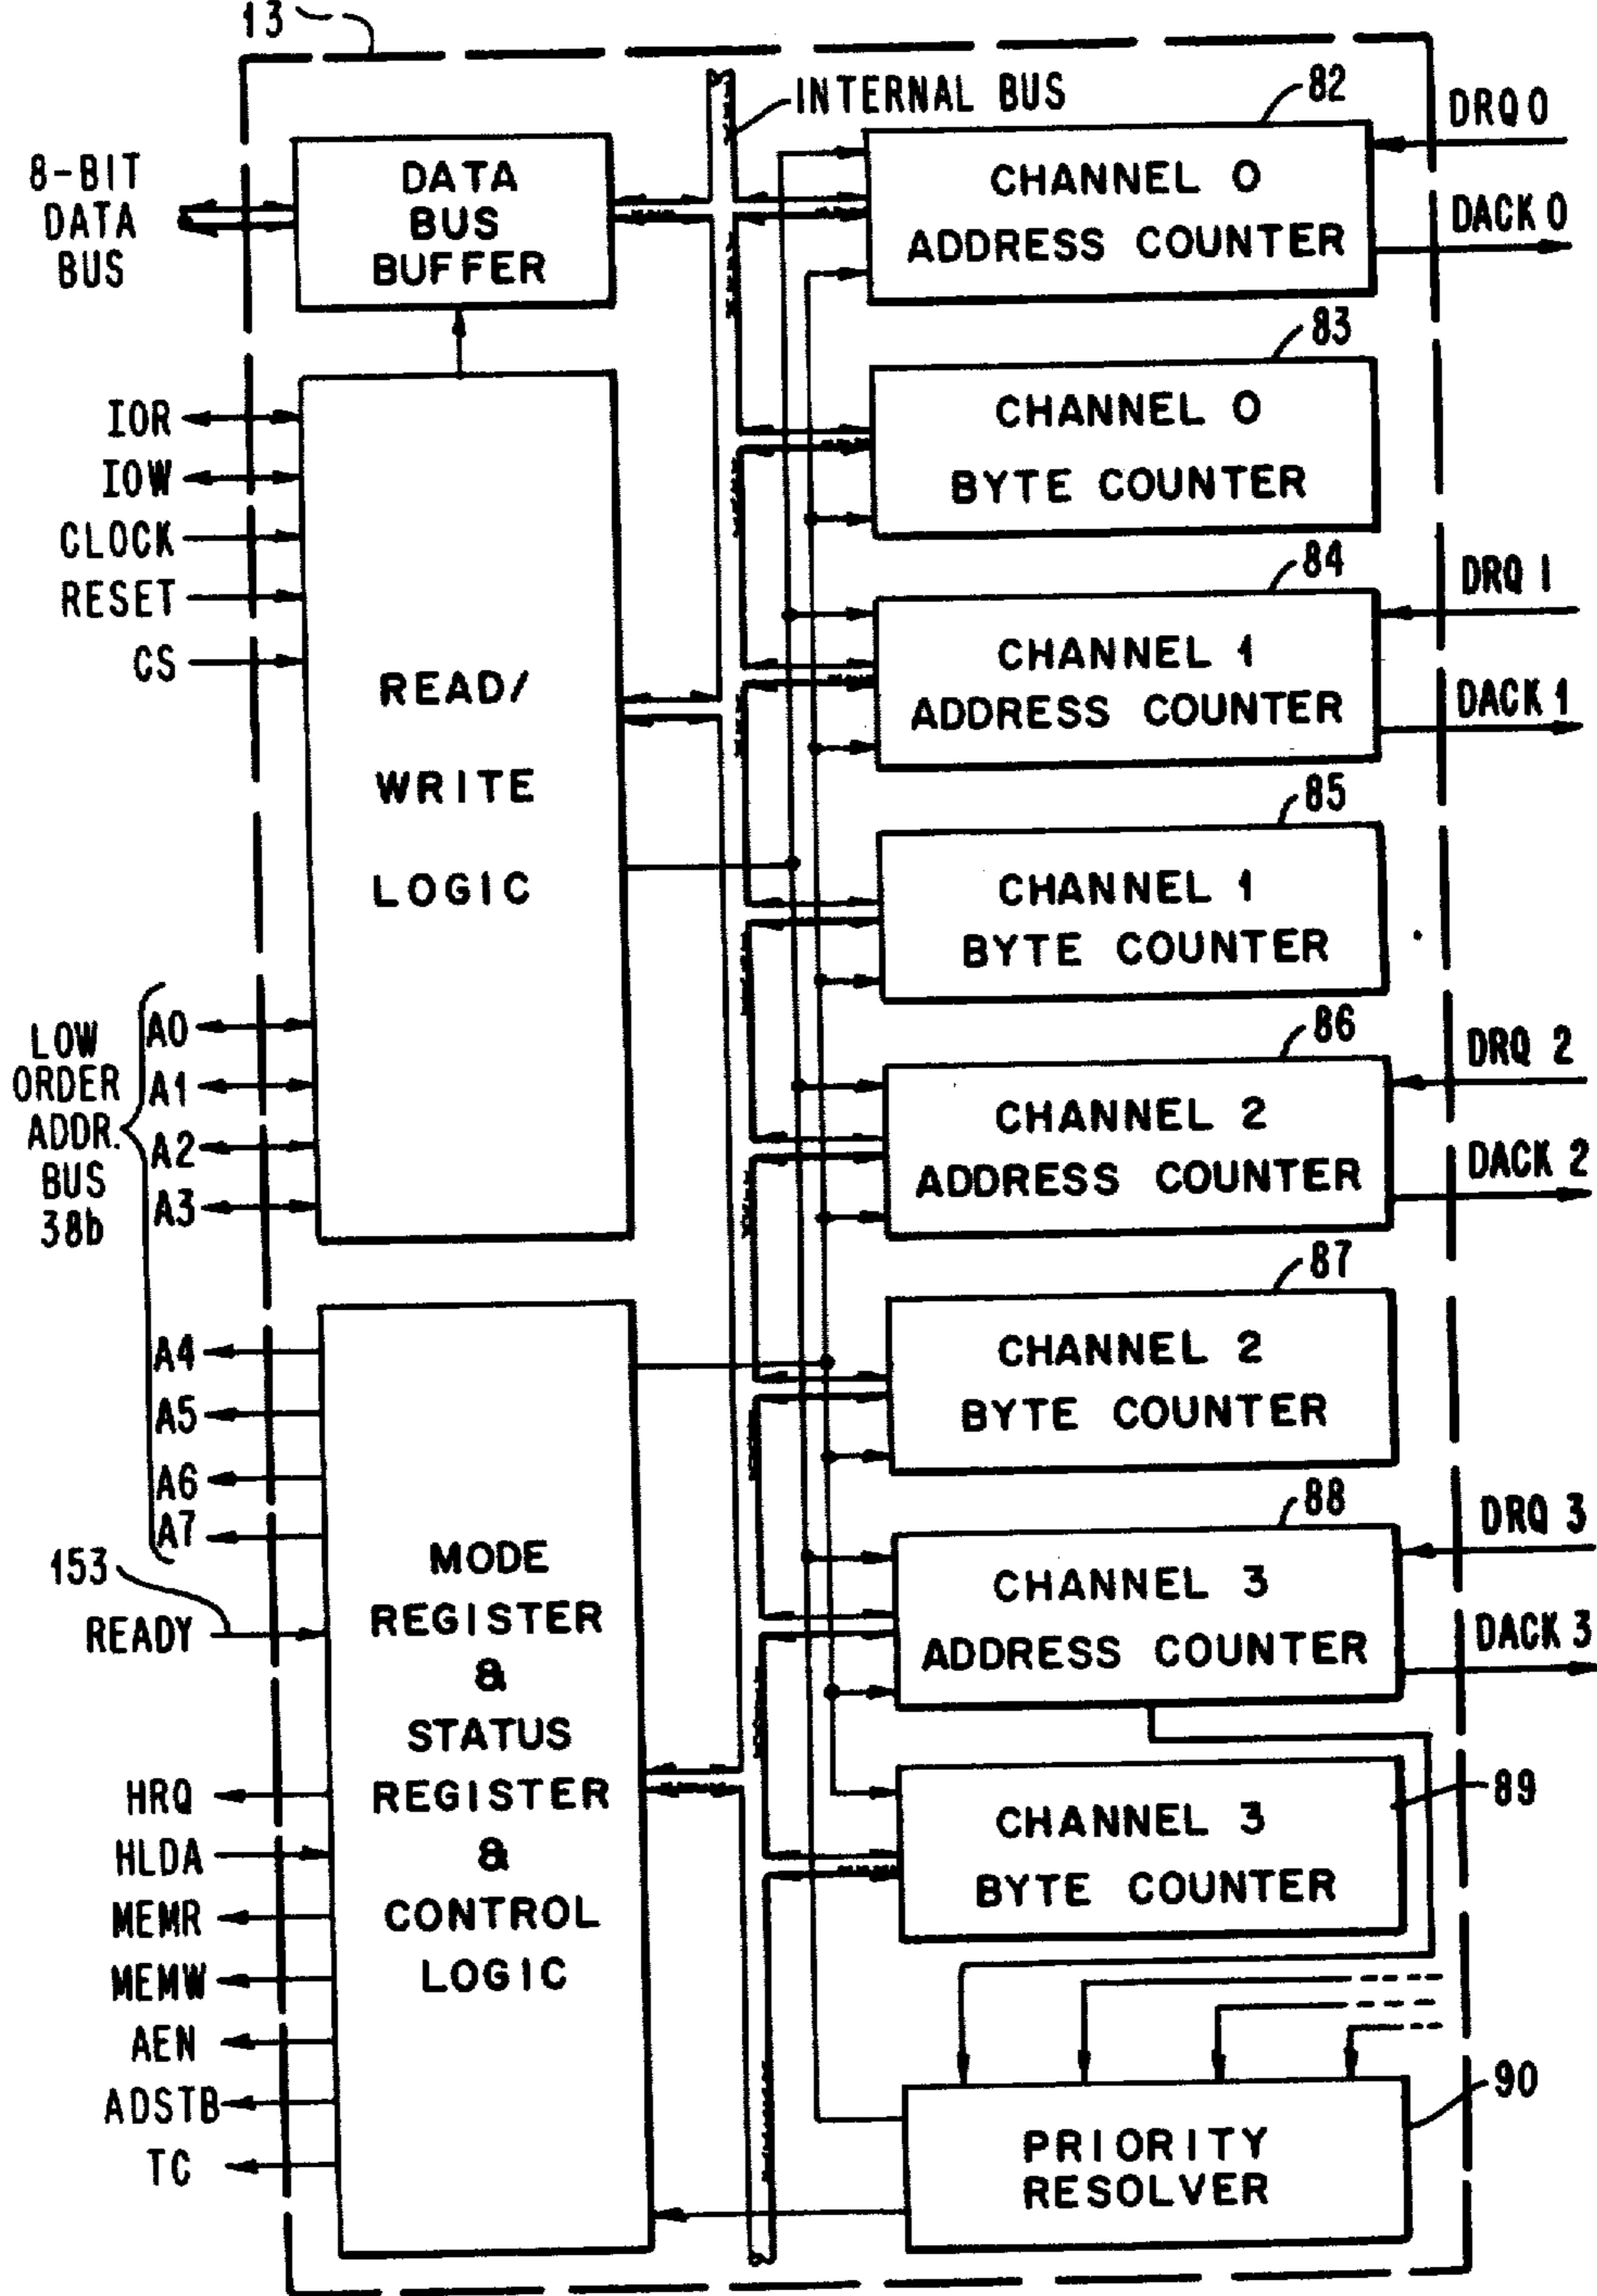 13
INTERNAL BUS
82
DRQ 0
8-BIT
DATA
BUS
DATA
BUS
BUFFER
CHANNEL 0
ADDRESS COUNTER
DACK 0
83
CHANNEL 0
BYTE COUNTER
IOR
IOW
CLOCK
RESET
CS
READ/
WRITE
LOGIC
84
DRQ 1
CHANNEL 1
ADDRESS COUNTER
DACK 1
85
CHANNEL 1
BYTE COUNTER
LOW
ORDER
ADDR.
BUS
38b
A0
A1
A2
A3
A4
A5
A6
A7
86
DRQ 2
CHANNEL 2
ADDRESS COUNTER
DACK 2
87
CHANNEL 2
BYTE COUNTER
153
READY
MODE
REGISTER
&
STATUS
REGISTER
&
CONTROL
LOGIC
88
DRQ 3
CHANNEL 3
ADDRESS COUNTER
DACK 3
HRQ
HLDA
MEMR
MEMW
AEN
ADSTB
TC
89
CHANNEL 3
BYTE COUNTER
90
PRIORITY
RESOLVER